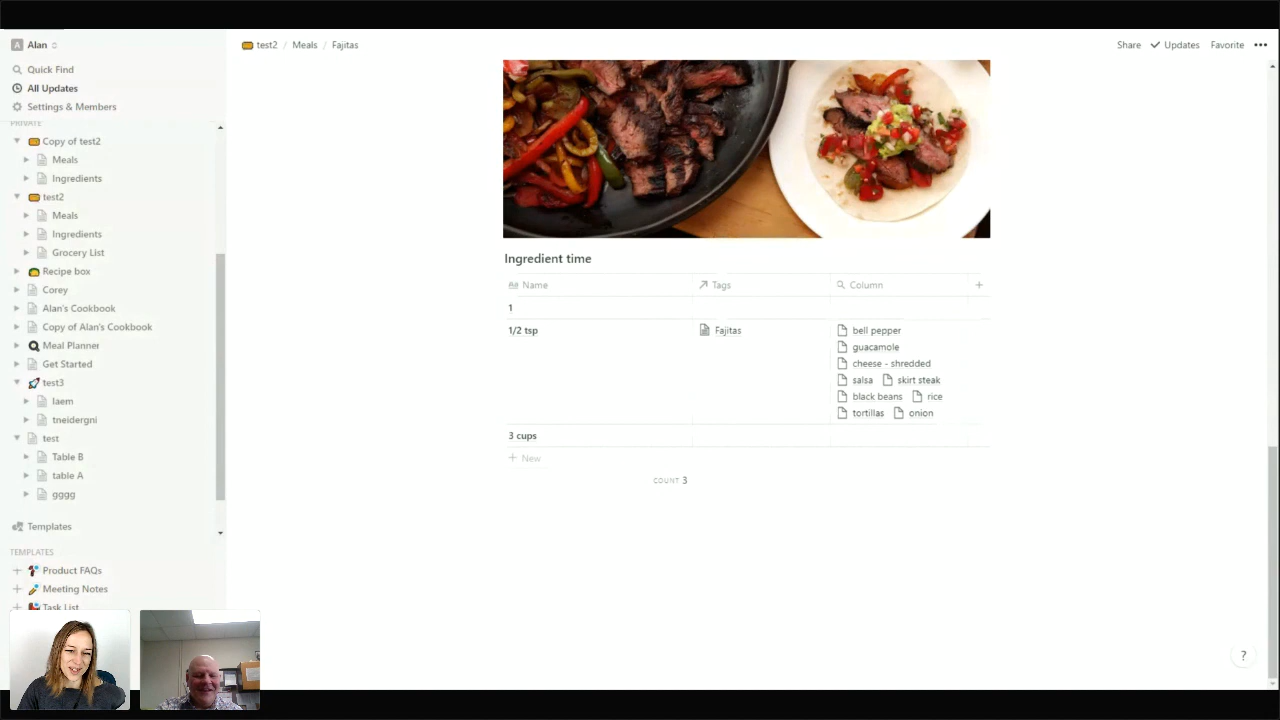 A Alan
Quick Find
All Updates
Settings & Members
PRIVATE
Copy of test2
Meals
Ingredients
test2
Meals
Ingredients
Grocery List
Recipe box
Corey
Alan's Cookbook
Copy of Alan's Cookbook
Meal Planner
Get Started
test3
laem
tneidergni
test
Table B
table A
gggg
Templates
TEMPLATES
Product FAQs
Meeting Notes
Task List
test2 / Meals / Fajitas
Share Updates Favorite •••
Ingredient time
Name Tags Column +
1
1/2 tsp Fajitas bell pepper
guacamole
cheese - shredded
salsa skirt steak
black beans rice
tortillas onion
3 cups
+ New
COUNT 3
?